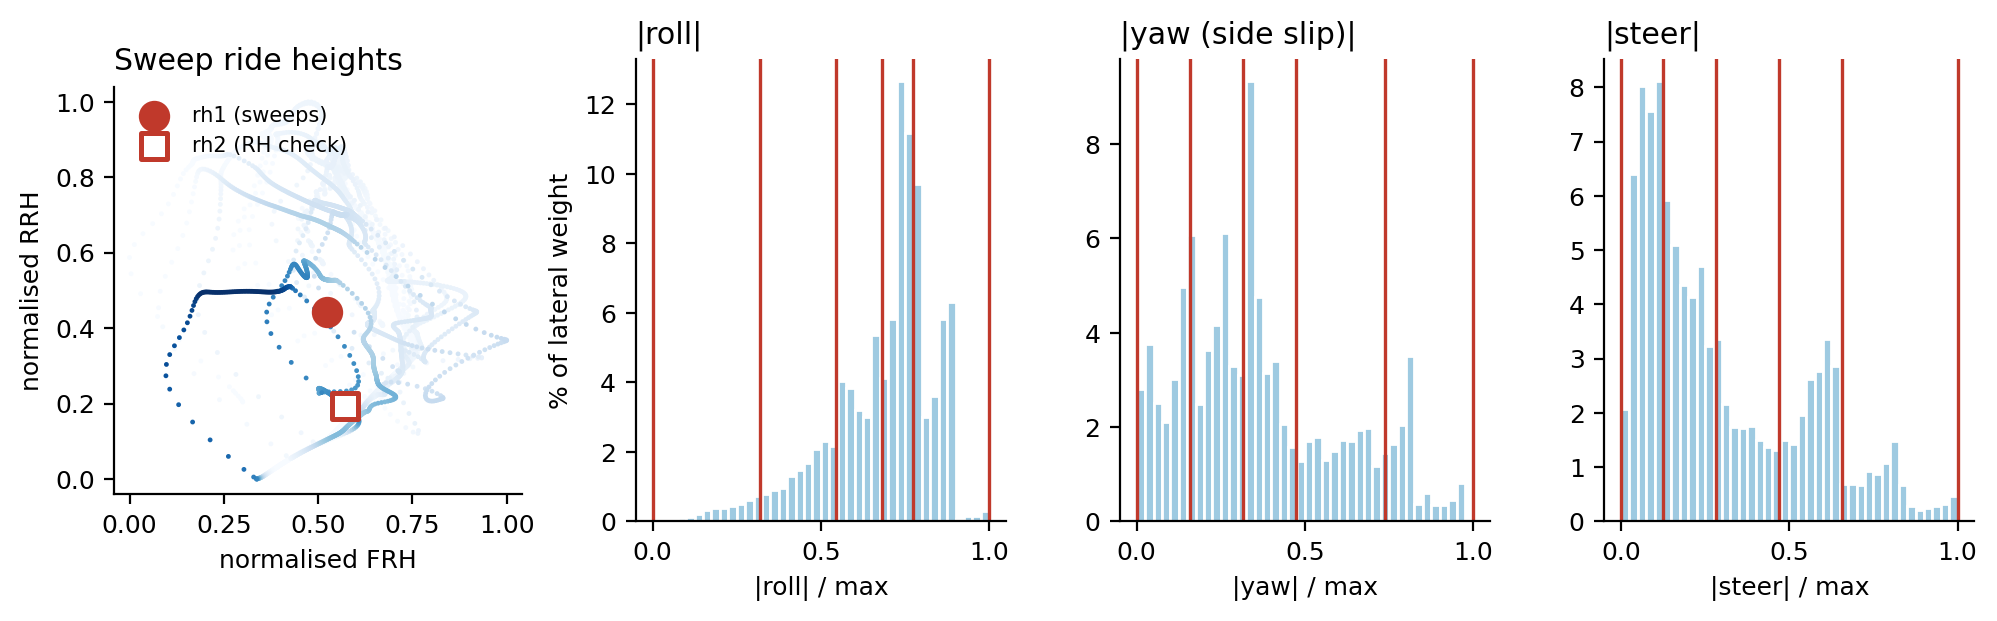 Sweep ride heights
rh1 (sweeps)
rh2 (RH check)
normalised RRH
1.0
0.8
0.6
0.4
0.2
0.0
0.00 0.25 0.50 0.75 1.00
normalised FRH
|roll|
% of lateral weight
12
10
8
6
4
2
0
0.0 0.5 1.0
|roll| / max
|yaw (side slip)|
8
6
4
2
0
0.0 0.5 1.0
|yaw| / max
|steer|
8
7
6
5
4
3
2
1
0
0.0 0.5 1.0
|steer| / max